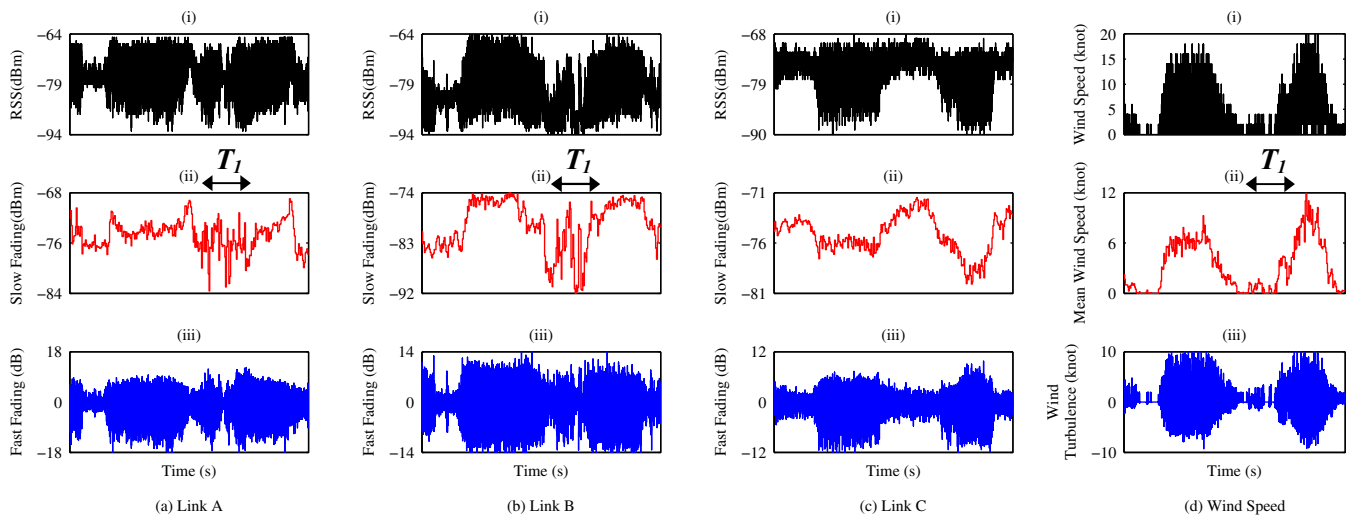 (i)
−64
−79
−94
RSS(dBm)
T1
(ii)
−68
−76
−84
Slow Fading(dBm)
(iii)
18
0
−18
Fast Fading (dB)
Time (s)
(a) Link A
(i)
−64
−79
−94
RSS(dBm)
T1
(ii)
−74
−83
−92
Slow Fading(dBm)
(iii)
14
0
−14
Fast Fading (dB)
Time (s)
(b) Link B
(i)
−68
−79
−90
RSS(dBm)
(ii)
−71
−76
−81
Slow Fading(dBm)
(iii)
12
0
−12
Fast Fading (dB)
Time (s)
(c) Link C
(i)
20
15
10
5
0
Wind Speed (knot)
T1
(ii)
12
6
0
Mean Wind Speed (knot)
(iii)
10
0
−10
Wind
Turbulence (knot)
Time (s)
(d) Wind Speed